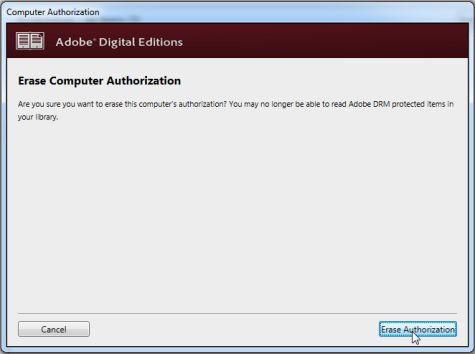 Computer Authorization
Adobe® Digital Editions
Erase Computer Authorization
Are you sure you want to erase this computer's authorization? You may no longer be able to read Adobe DRM protected items in
your library.
Cancel
Erase Authorization